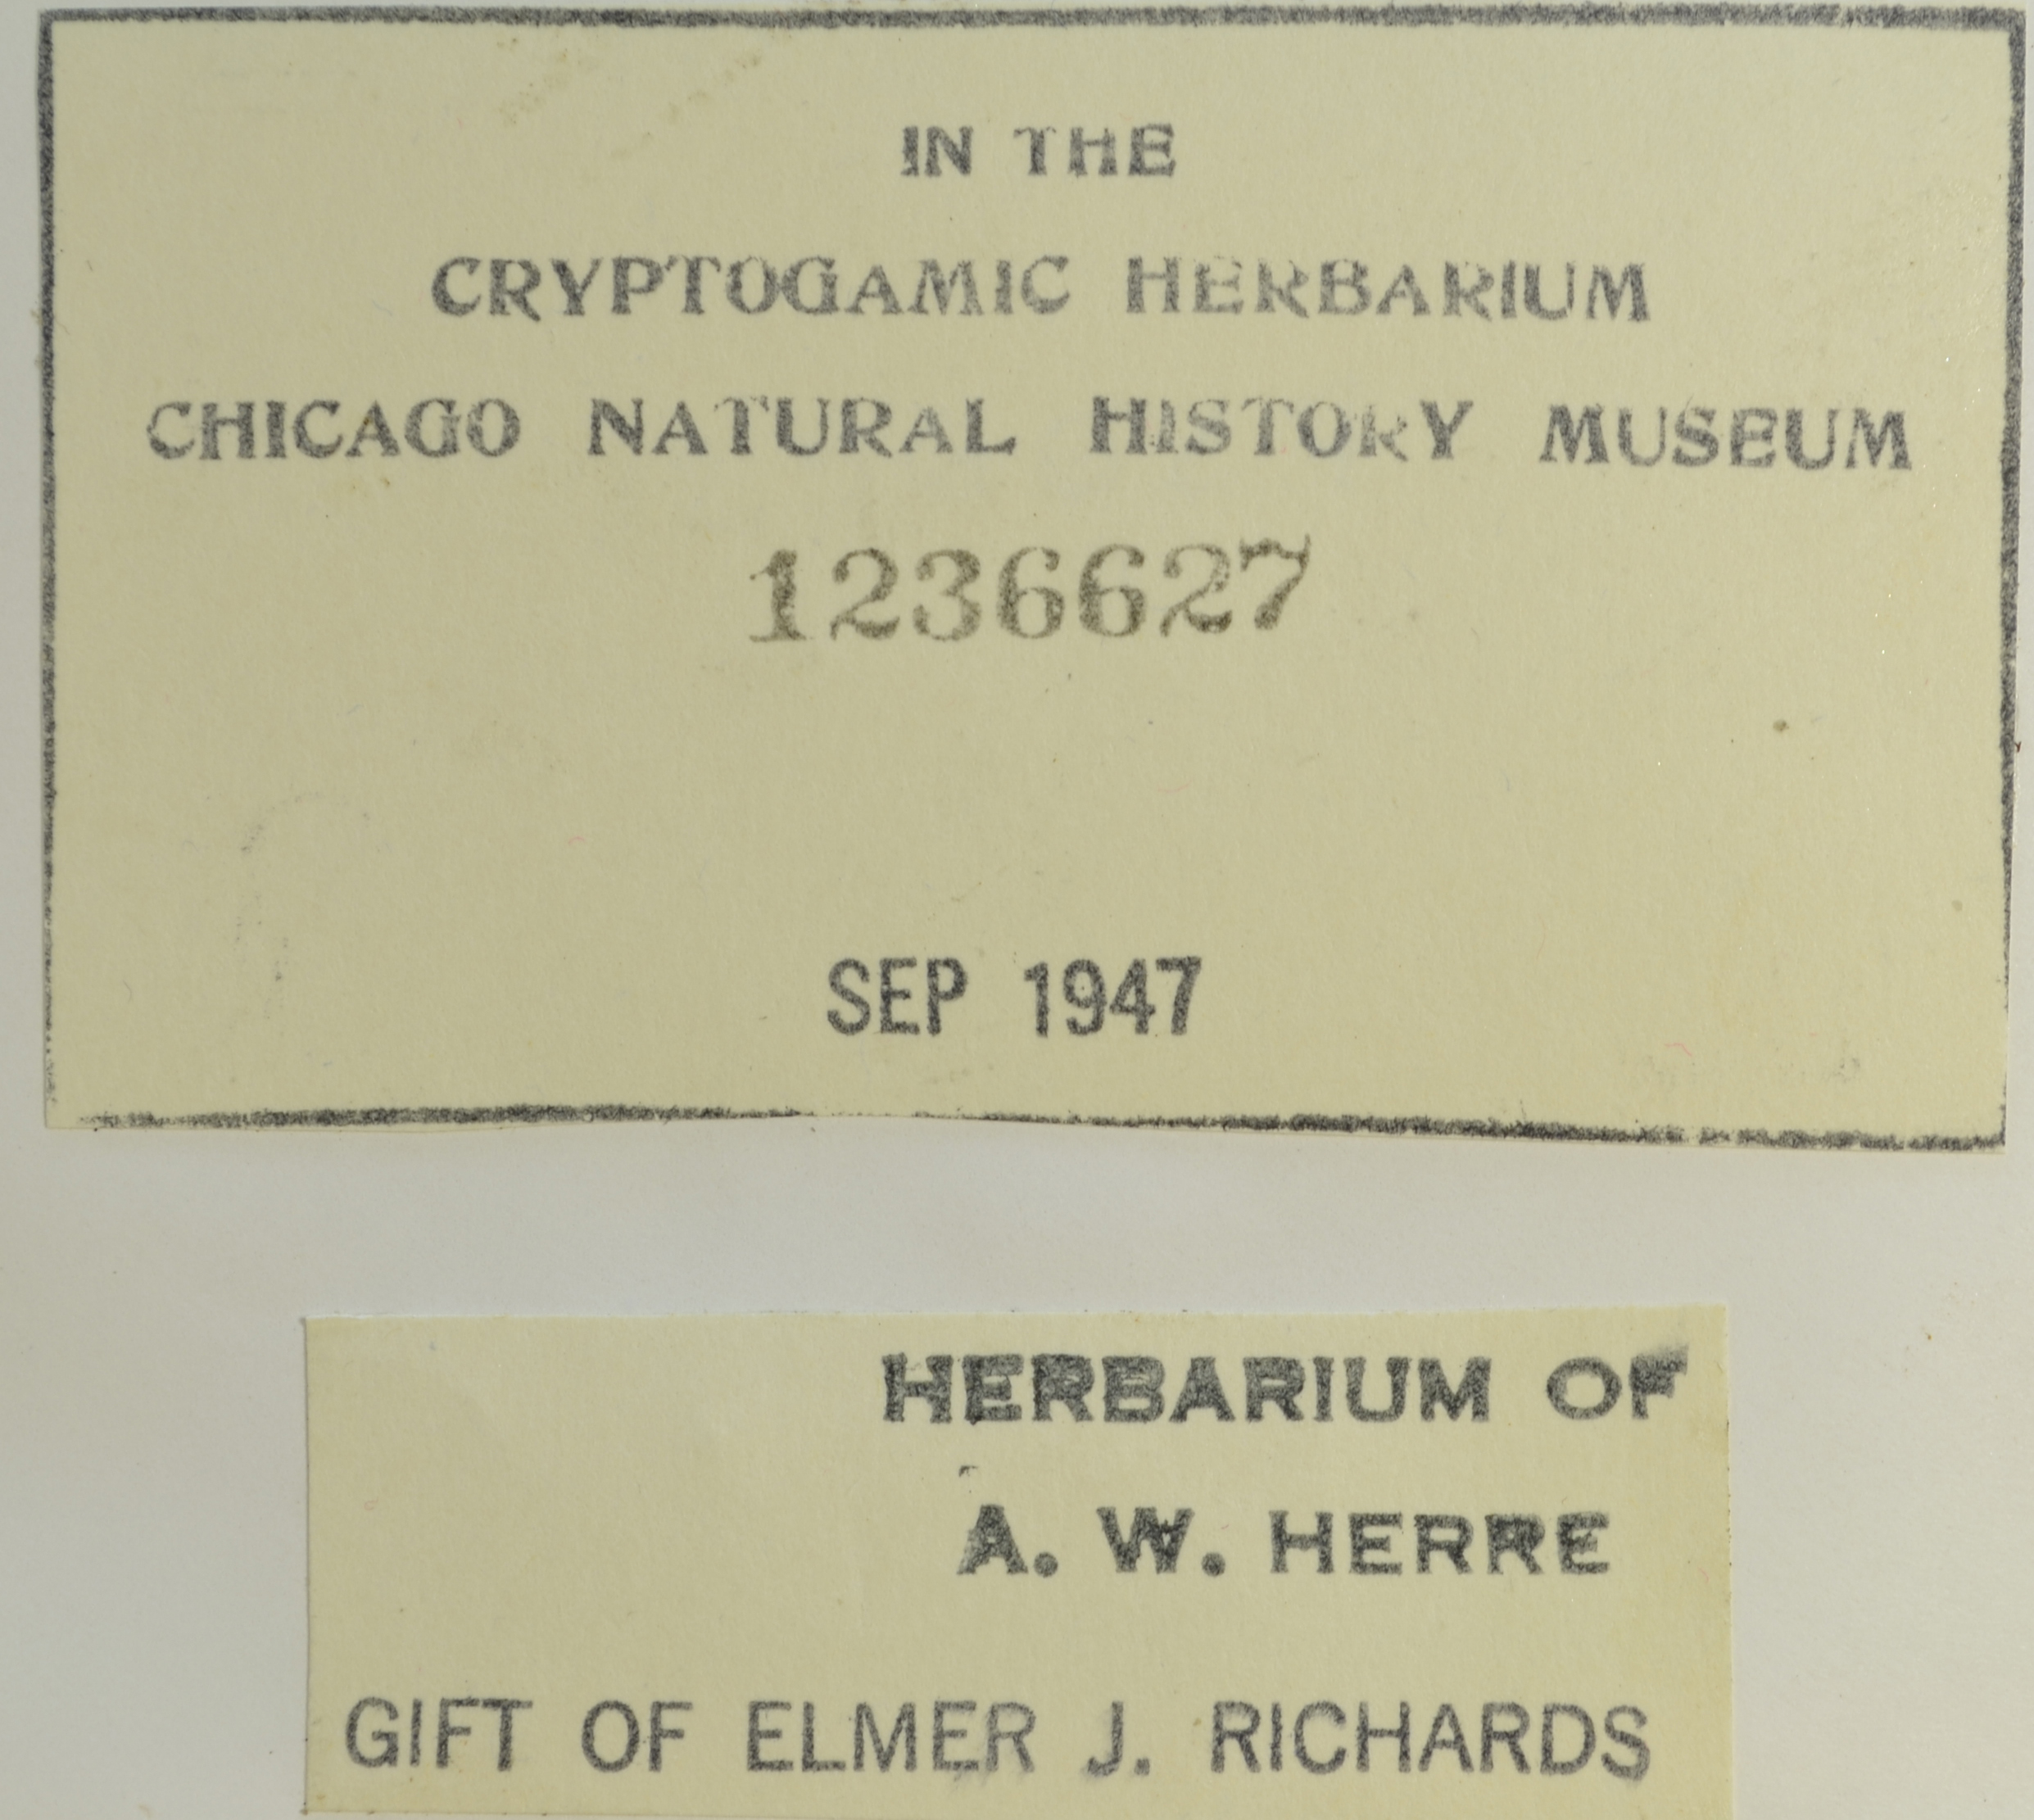 IN THE
CRYPTOGAMIC HERBARIUM
CHICAGO NATURAL HISTORY MUSEUM
1236627
SEP 1947
HERBARIUM OF
A. W. HERRE
GIFT OF ELMER J. RICHARDS